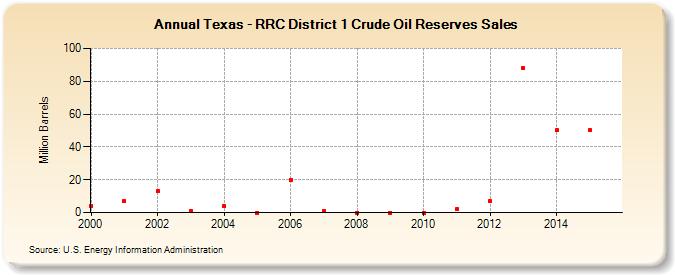 Annual Texas - RRC District 1 Crude Oil Reserves Sales
Million Barrels
100
80
60
40
20
0
2000 2002 2004 2006 2008 2010 2012 2014
Source: U.S. Energy Information Administration